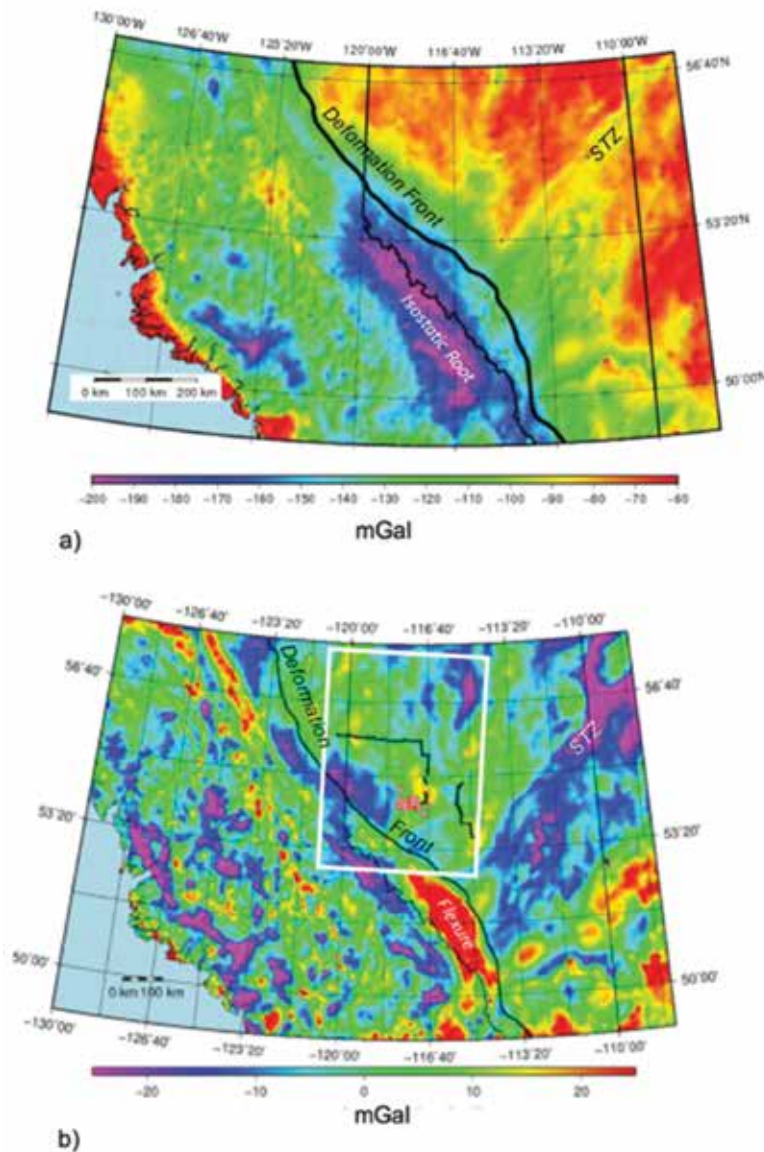 130˚00'W 126˚40'W 123˚20'W 120˚00'W 116˚40'W 113˚20'W 110˚00'W
56˚40'N
STZ
Deformation Front
53˚20'N
Isostatic Root
50˚00'N
0 km 100 km 200 km
-200 -190 -180 -170 -160 -150 -140 -130 -120 -110 -100 -90 -80 -70 -60
mGal
a)
-130˚00' -126˚40' -123˚20' -120˚00' -116˚40' -113˚20' -110˚00'
56˚40' 56˚40'
Deformation
STZ
53˚20' 53˚20'
Front
Flexure
50˚00' 50˚00'
0 km 100 km
-130˚00' -126˚40' -123˚20' -120˚00' -116˚40' -113˚20' -110˚00'
-20 -10 0 10 20
mGal
b)